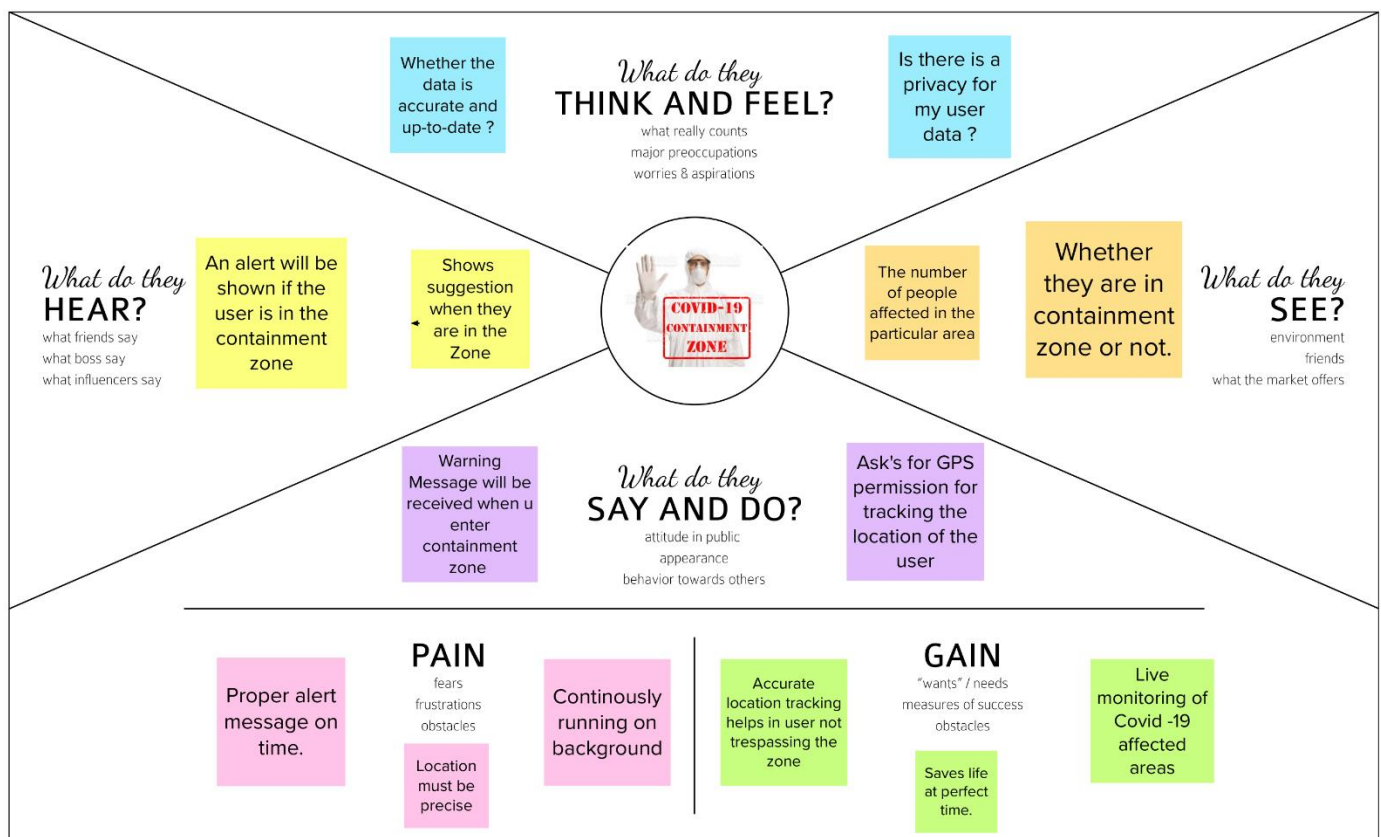 Whether the
data is
accurate and
up-to-date ?
What do they
THINK AND FEEL?
what really counts
major preoccupations
worries & aspirations
Is there is a
privacy for
my user
data ?
What do they
HEAR?
what friends say
what boss say
what influencers say
An alert will be
shown if the
user is in the
containment
zone
Shows
suggestion
when they
are in the
Zone
COVID-19
CONTAINMENT
ZONE
The number
of people
affected in the
particular area
Whether
they are in
containment
zone or not.
What do they
SEE?
environment
friends
what the market offers
Warning
Message will be
received when u
enter
containment
zone
What do they
SAY AND DO?
attitude in public
appearance
behavior towards others
Ask's for GPS
permission for
tracking the
location of the
user
Proper alert
message on
time.
PAIN
fears
frustrations
obstacles
Location
must be
precise
Continously
running on
background
Accurate
location tracking
helps in user not
trespassing the
zone
GAIN
"wants" / needs
measures of success
obstacles
Saves life
at perfect
time.
Live
monitoring of
Covid -19
affected
areas